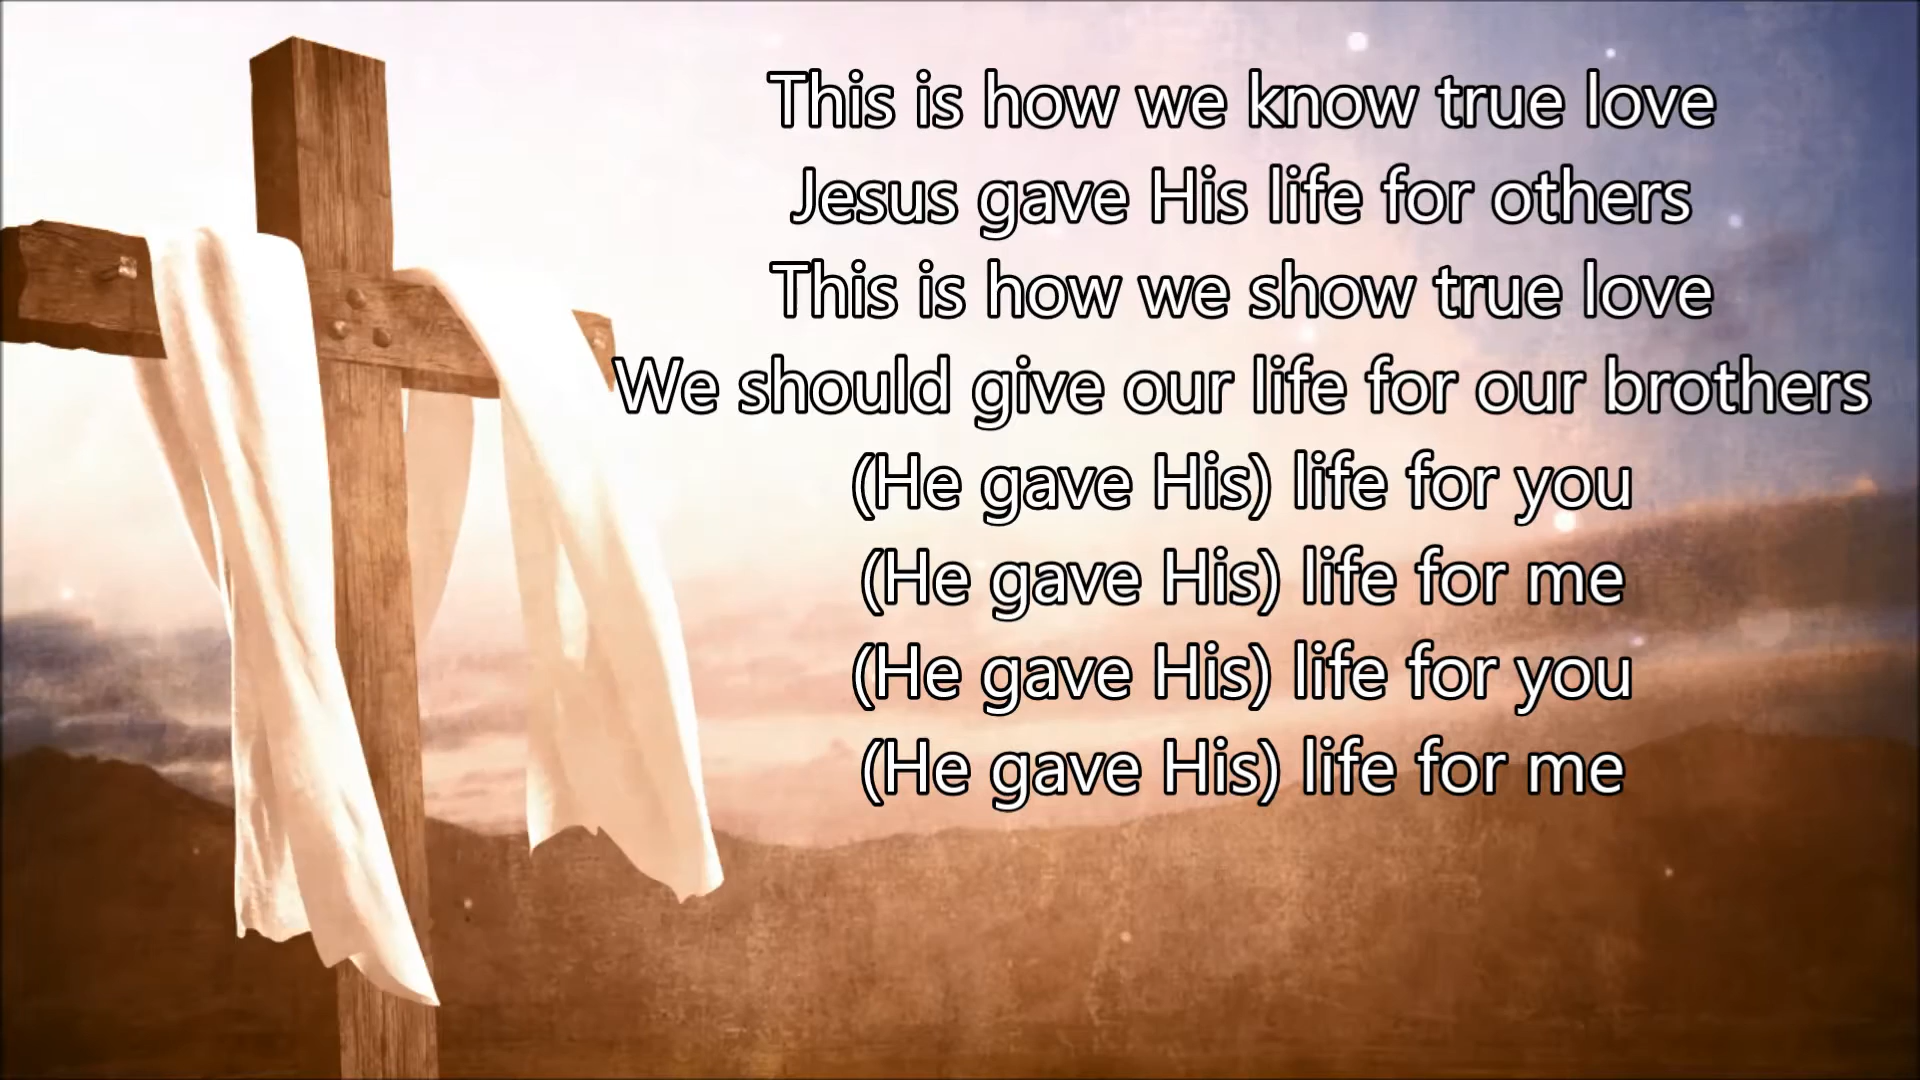 This is how we know true love
Jesus gave His life for others
This is how we show true love
We should give our life for our brothers
(He gave His) life for you
(He gave His) life for me
(He gave His) life for you
(He gave His) life for me